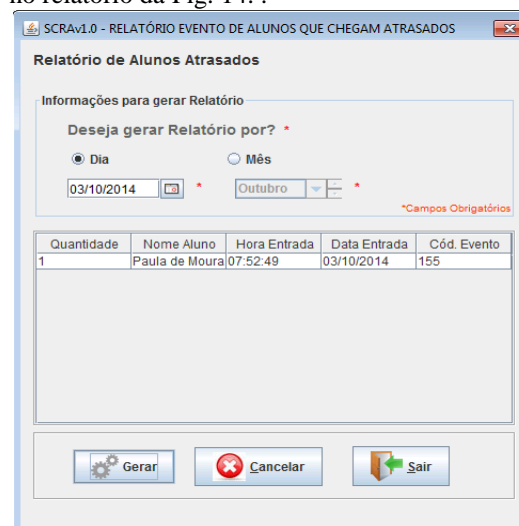 no relatório da Fig. 14. .
SCRAv1.0 - RELATÓRIO EVENTO DE ALUNOS QUE CHEGAM ATRASADOS
Relatório de Alunos Atrasados
Informações para gerar Relatório
Deseja gerar Relatório por? *
Dia Mês
03/10/2014 * Outubro *
*Campos Obrigatórios
Quantidade Nome Aluno Hora Entrada Data Entrada Cód. Evento
1 Paula de Moura 07:52:49 03/10/2014 155
Gerar Cancelar Sair